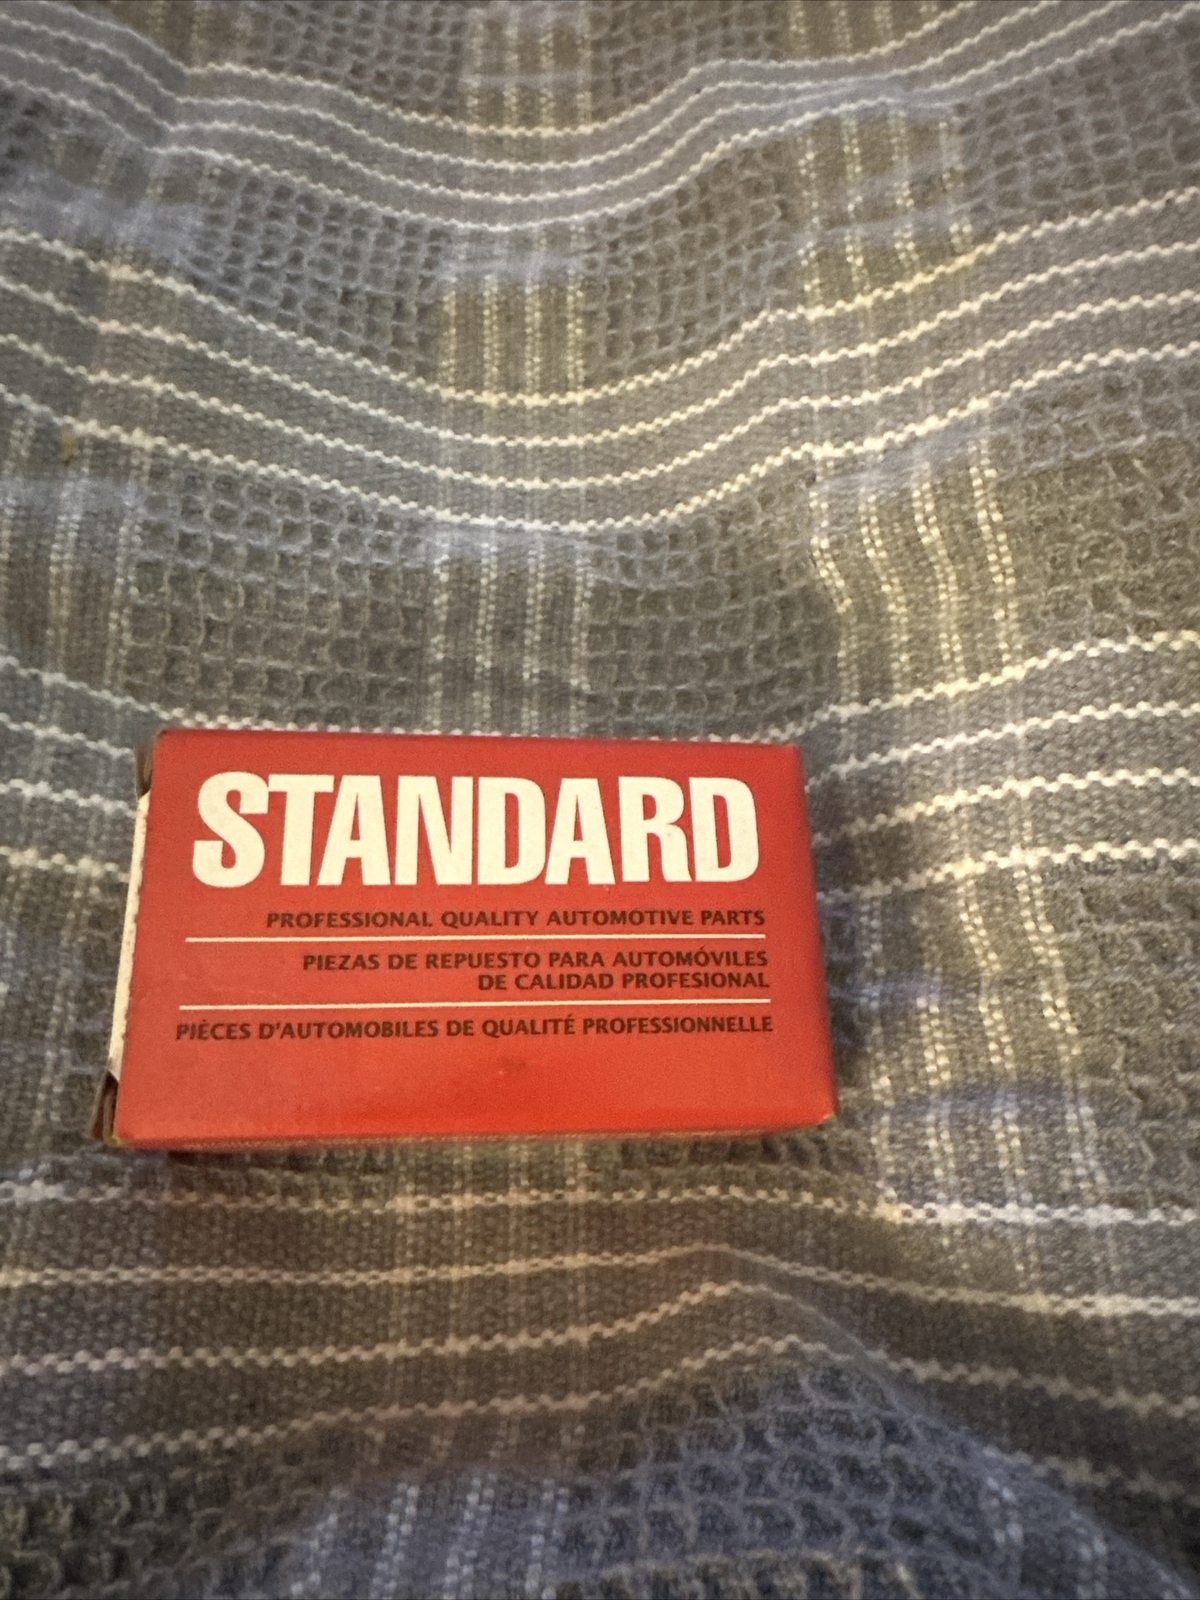 STANDARD
PROFESSIONAL QUALITY AUTOMOTIVE PARTS
PIEZAS DE REPUESTO PARA AUTOMÓVILES
DE CALIDAD PROFESIONAL
PIÈCES D'AUTOMOBILES DE QUALITÉ PROFESSIONNELLE